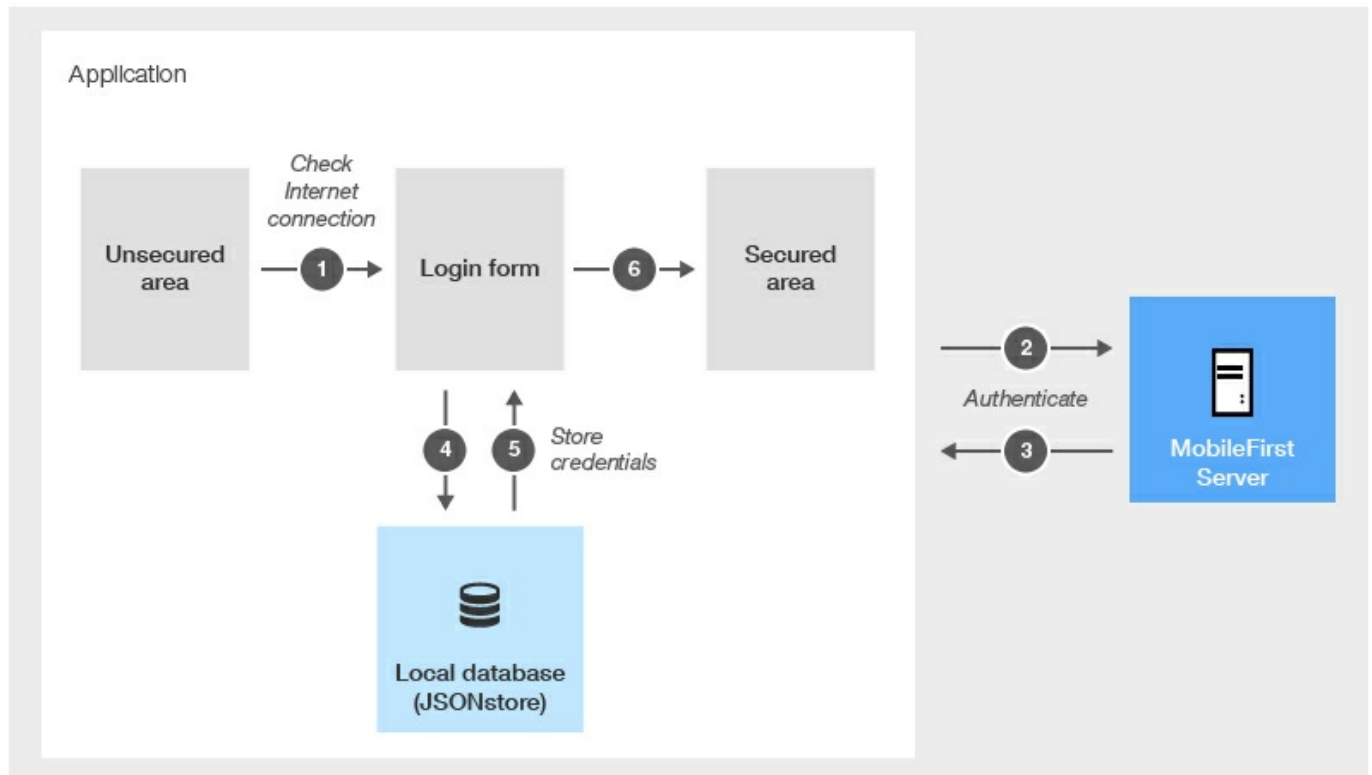 Application
Check
Internet
connection
Unsecured
area
1
Login form
6
Secured
area
2
Authenticate
3
MobileFirst
Server
4
5
Store
credentials
Local database
(JSONstore)